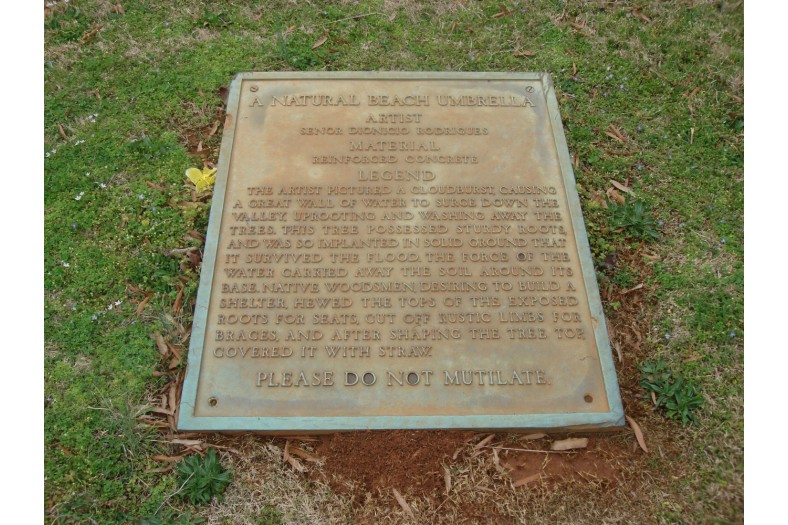 A NATURAL BEACH UMBRELLA
ARTIST
SENOR DIONICIO RODRIGUES
MATERIAL
REINFORCED CONCRETE
LEGEND
THE ARTIST PICTURED A CLOUDBURST, CAUSING
A GREAT WALL OF WATER TO SURGE DOWN THE
VALLEY, UPROOTING AND WASHING AWAY THE
TREES. THIS TREE POSSESSED STURDY ROOTS,
AND WAS SO IMPLANTED IN SOLID GROUND THAT
IT SURVIVED THE FLOOD. THE FORCE OF THE
WATER CARRIED AWAY THE SOIL AROUND ITS
BASE. NATIVE WOODSMEN, DESIRING TO BUILD A
SHELTER, HEWED THE TOPS OF THE EXPOSED
ROOTS FOR SEATS, CUT OFF RUSTIC LIMBS FOR
BRACES, AND AFTER SHAPING THE TREE TOP,
COVERED IT WITH STRAW.
PLEASE DO NOT MUTILATE.